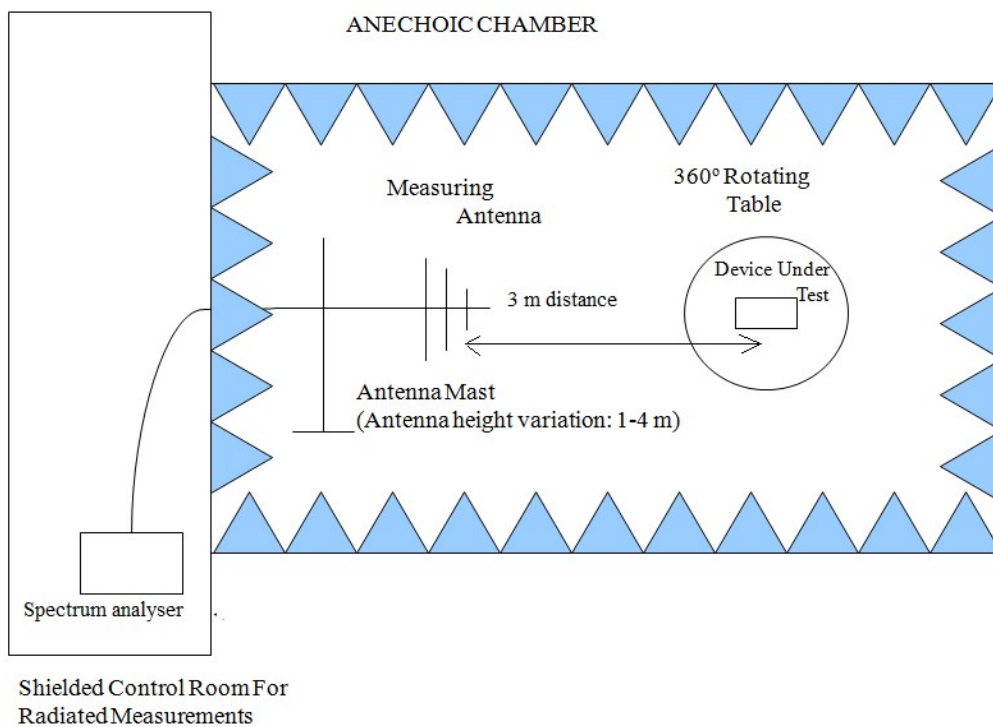 ANECHOIC CHAMBER
Measuring
Antenna
360º Rotating
Table
Device Under
Test
3 m distance
Antenna Mast
(Antenna height variation: 1-4 m)
Spectrum analyser
Shielded Control Room For
Radiated Measurements